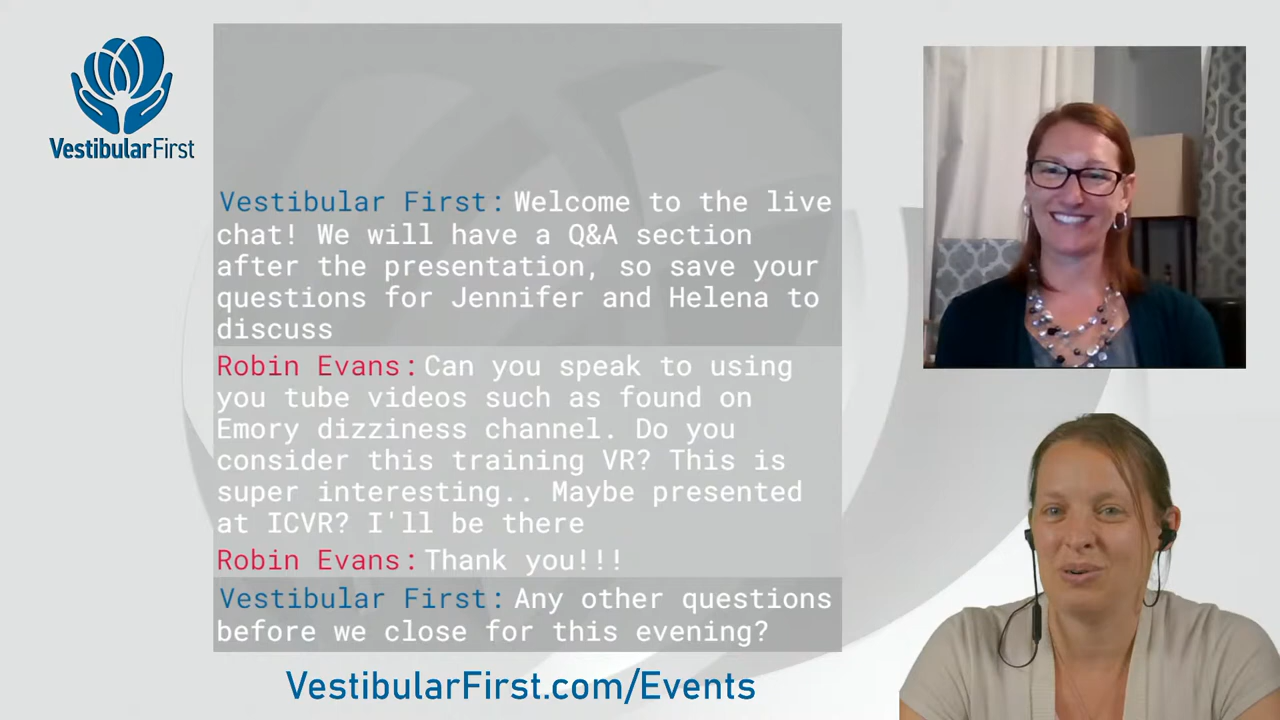 VestibularFirst
Vestibular First: Welcome to the live
chat! We will have a Q&A section
after the presentation, so save your
questions for Jennifer and Helena to
discuss
Robin Evans: Can you speak to using
you tube videos such as found on
Emory dizziness channel. Do you
consider this training VR? This is
super interesting.. Maybe presented
at ICVR? I'll be there
Robin Evans: Thank you!!!
Vestibular First: Any other questions
before we close for this evening?
VestibularFirst.com/Events